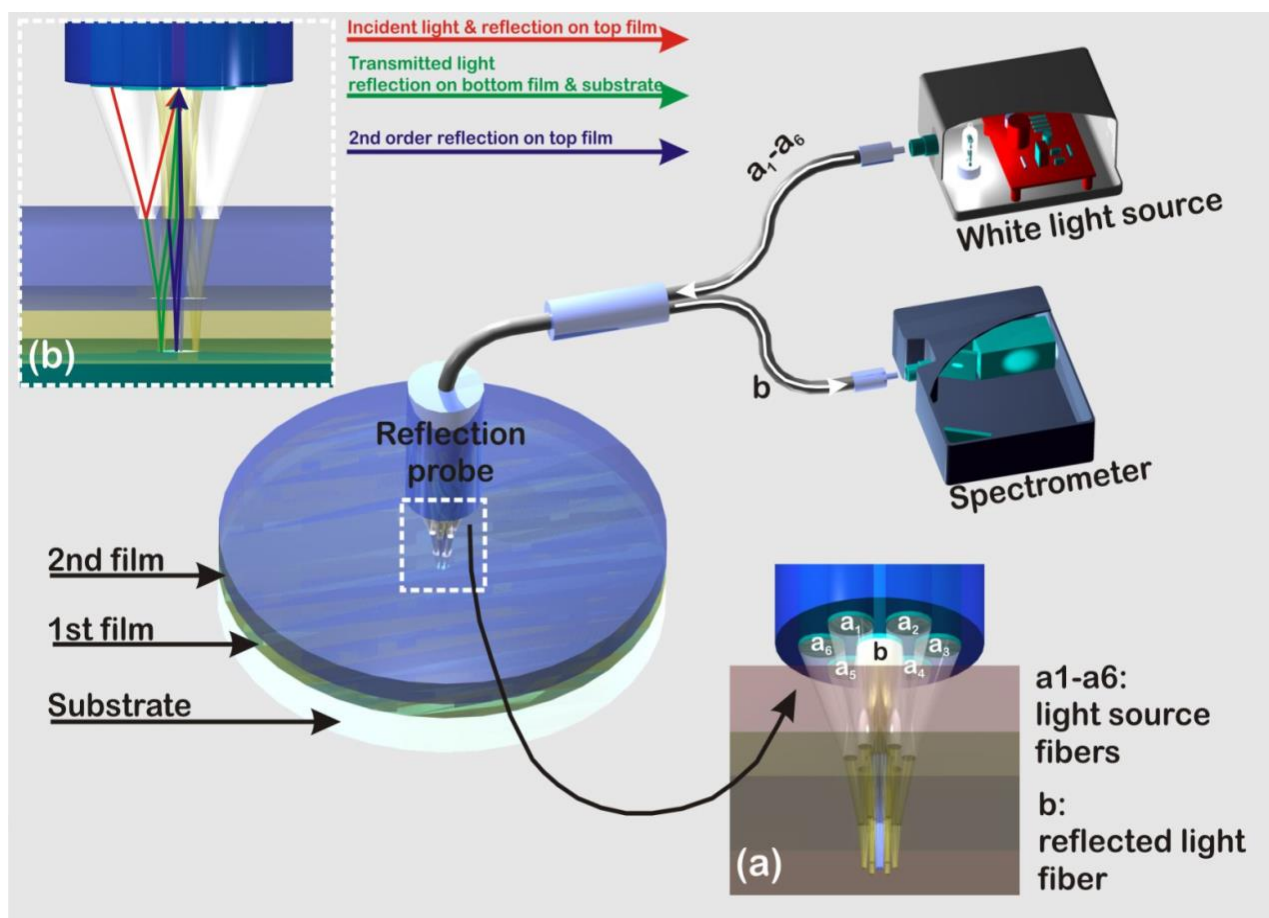 Incident light & reflection on top film
Transmitted light
reflection on bottom film & substrate
2nd order reflection on top film
a1-a6
White light source
(b)
b
Spectrometer
Reflection
probe
2nd film
1st film
Substrate
a1
a2
a6
b
a3
a5
a4
(a)
a1-a6:
light source
fibers
b:
reflected light
fiber